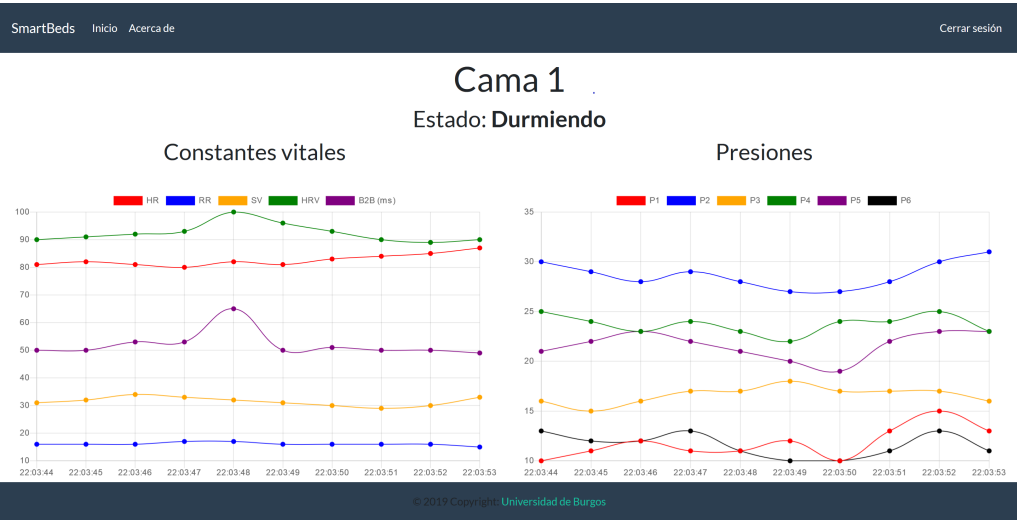 SmartBeds Inicio Acerca de Cerrar sesión
Cama 1
Estado: Durmiendo
Constantes vitales
HR RR SV HRV B2B (ms)
100
90
80
70
60
50
40
30
20
10
22:03:44 22:03:45 22:03:46 22:03:47 22:03:48 22:03:49 22:03:50 22:03:51 22:03:52 22:03:53
Presiones
P1 P2 P3 P4 P5 P6
35
30
25
20
15
10
22:03:44 22:03:45 22:03:46 22:03:47 22:03:48 22:03:49 22:03:50 22:03:51 22:03:52 22:03:53
© 2019 Copyright: Universidad de Burgos